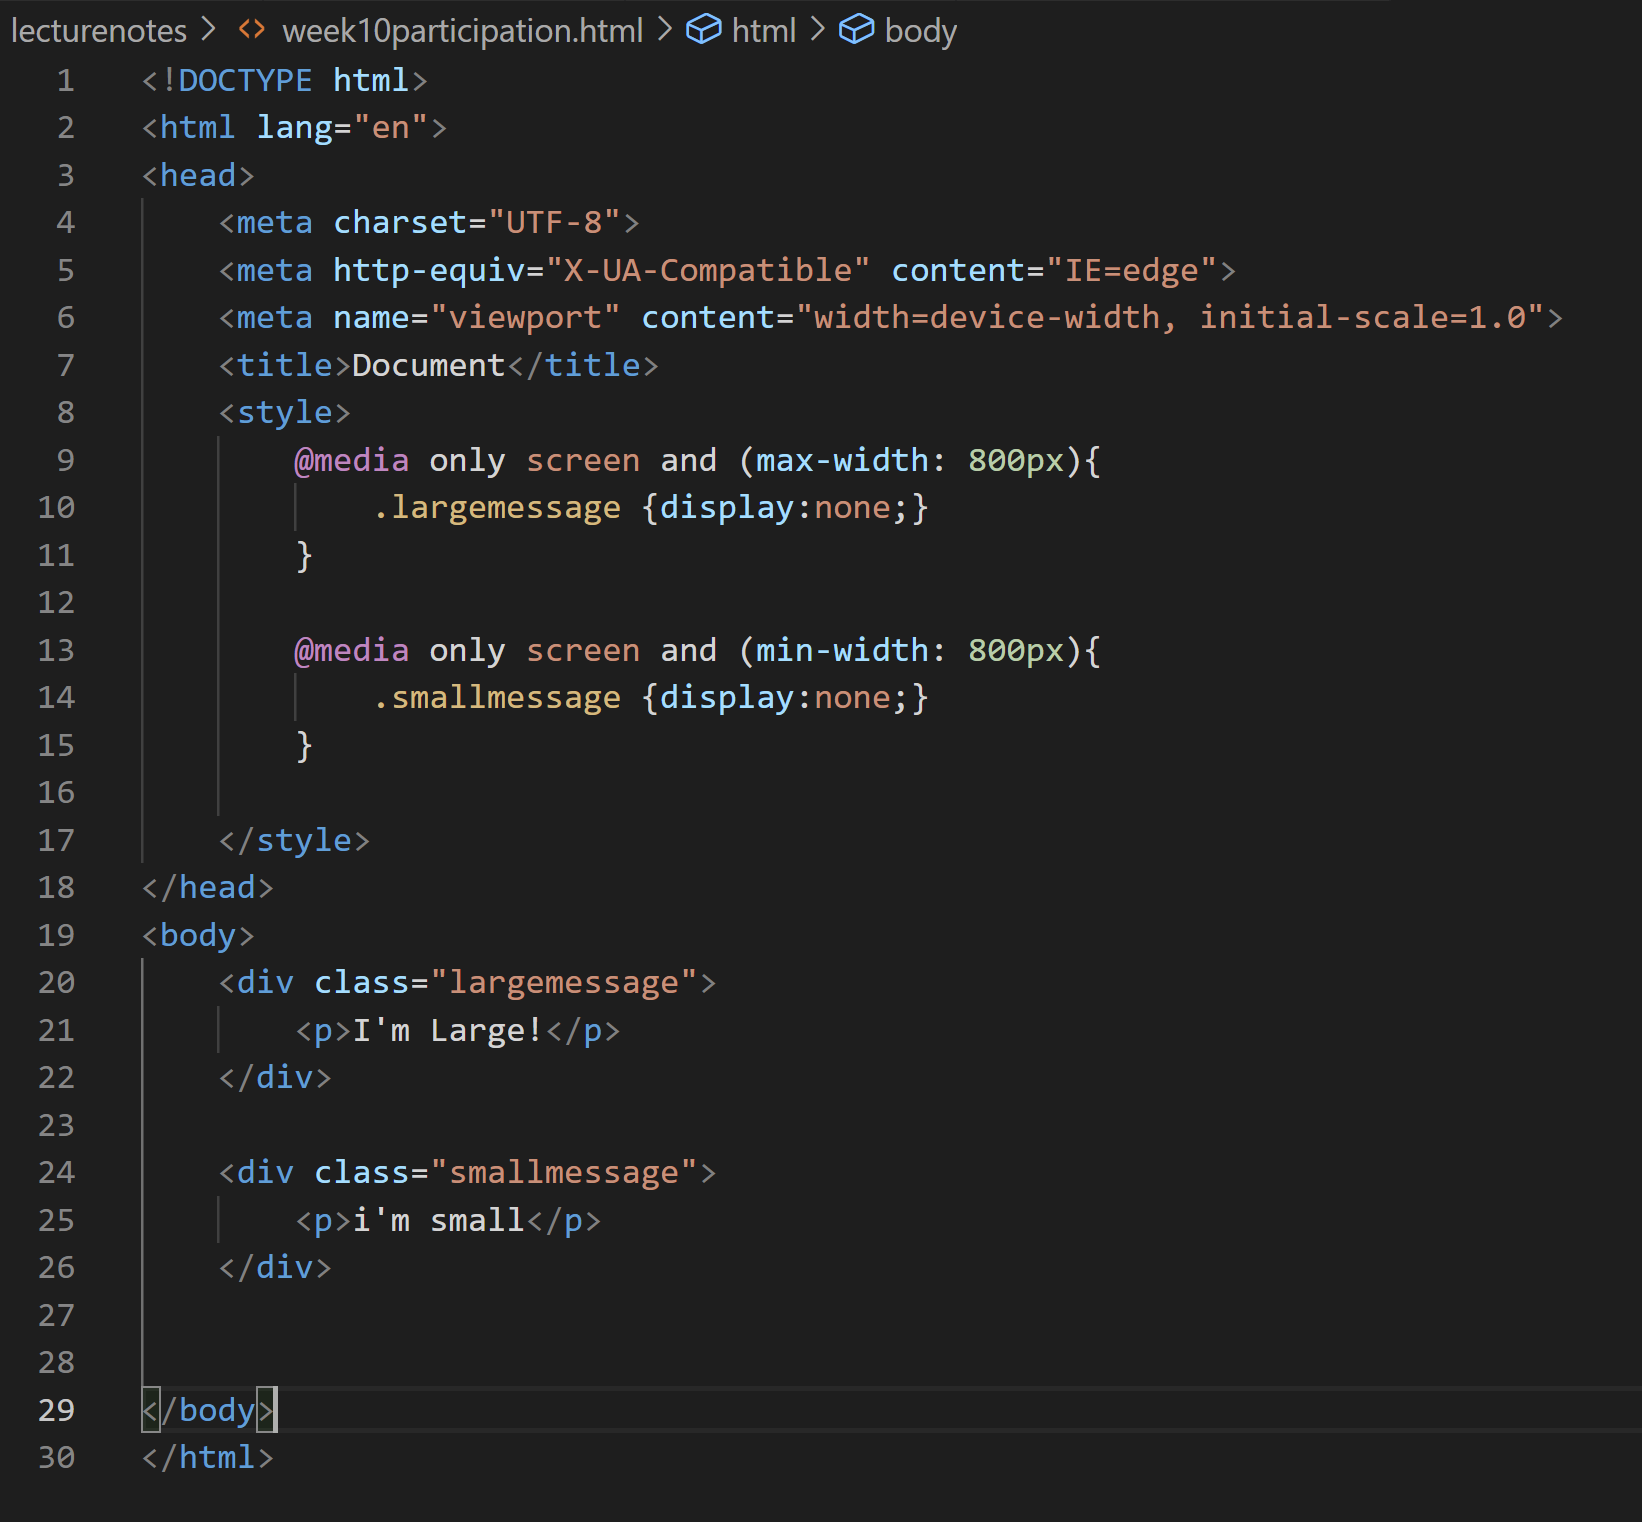 lecturenotes > <> week10participation.html > html > body
1 <!DOCTYPE html>
2 <html lang="en">
3 <head>
4     <meta charset="UTF-8">
5     <meta http-equiv="X-UA-Compatible" content="IE=edge">
6     <meta name="viewport" content="width=device-width, initial-scale=1.0">
7     <title>Document</title>
8     <style>
9         @media only screen and (max-width: 800px){
10             .largemessage {display:none;}
11         }
12
13         @media only screen and (min-width: 800px){
14             .smallmessage {display:none;}
15         }
16
17     </style>
18 </head>
19 <body>
20     <div class="largemessage">
21         <p>I'm Large!</p>
22     </div>
23
24     <div class="smallmessage">
25         <p>i'm small</p>
26     </div>
27
28
29 </body>
30 </html>